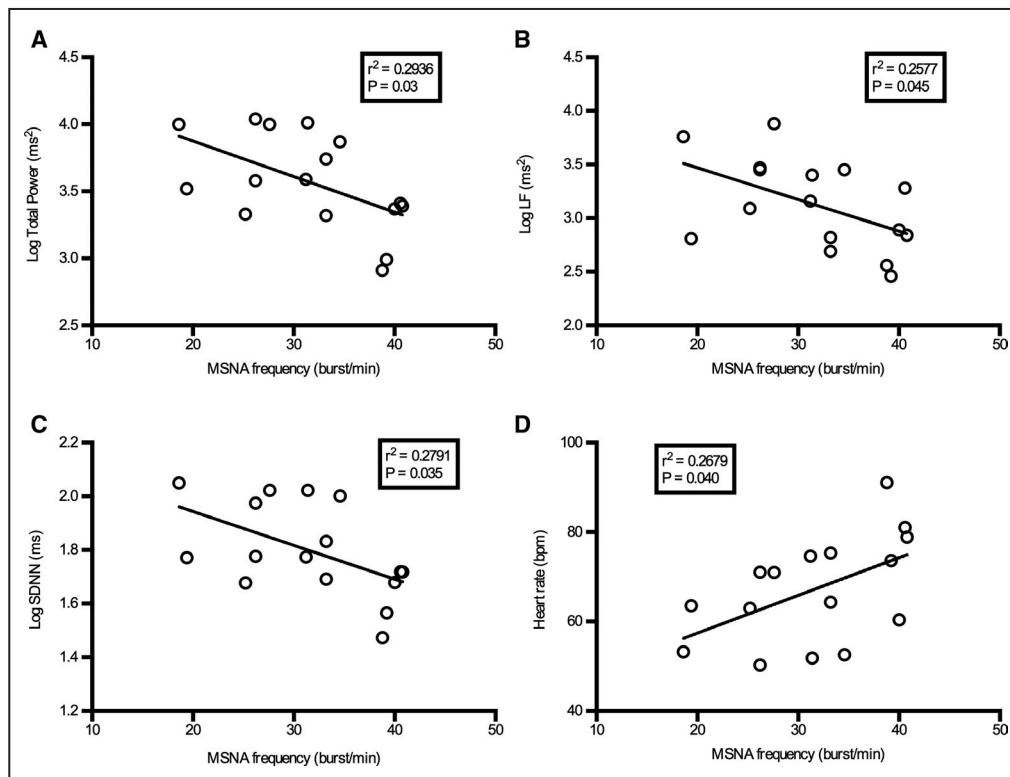 A
r² = 0.2936
P = 0.03
4.5
4.0
3.5
3.0
2.5
Log Total Power (ms²)
10 20 30 40 50
MSNA frequency (burst/min)
B
r² = 0.2577
P = 0.045
4.5
4.0
3.5
3.0
2.5
2.0
Log LF (ms²)
10 20 30 40 50
MSNA frequency (burst/min)
C
r² = 0.2791
P = 0.035
2.2
2.0
1.8
1.6
1.4
1.2
Log SDNN (ms)
10 20 30 40 50
MSNA frequency (burst/min)
D
r² = 0.2679
P = 0.040
100
80
60
40
Heart rate (bpm)
10 20 30 40 50
MSNA frequency (burst/min)